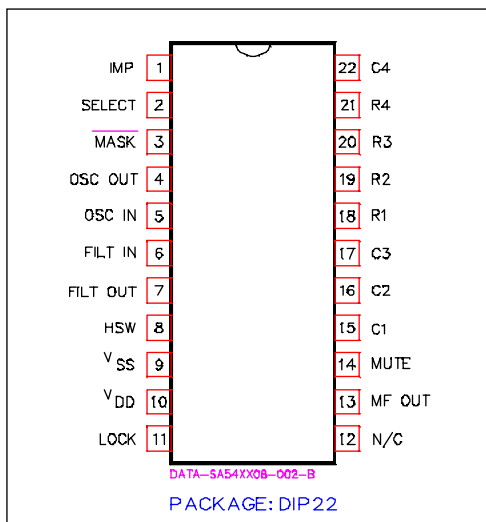 IMP 1 22 C4
SELECT 2 21 R4
MASK 3 20 R3
OSC OUT 4 19 R2
OSC IN 5 18 R1
FILT IN 6 17 C3
FILT OUT 7 16 C2
HSW 8 15 C1
VSS 9 14 MUTE
VDD 10 13 MF OUT
LOCK 11 12 N/C
DATA-SA54XX08-002-B
PACKAGE: DIP22